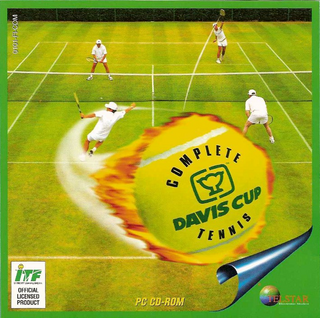 COMPLETE
DAVIS CUP
TENNIS
ITF
OFFICIAL
LICENSED
PRODUCT
PC CD-ROM
TELSTAR